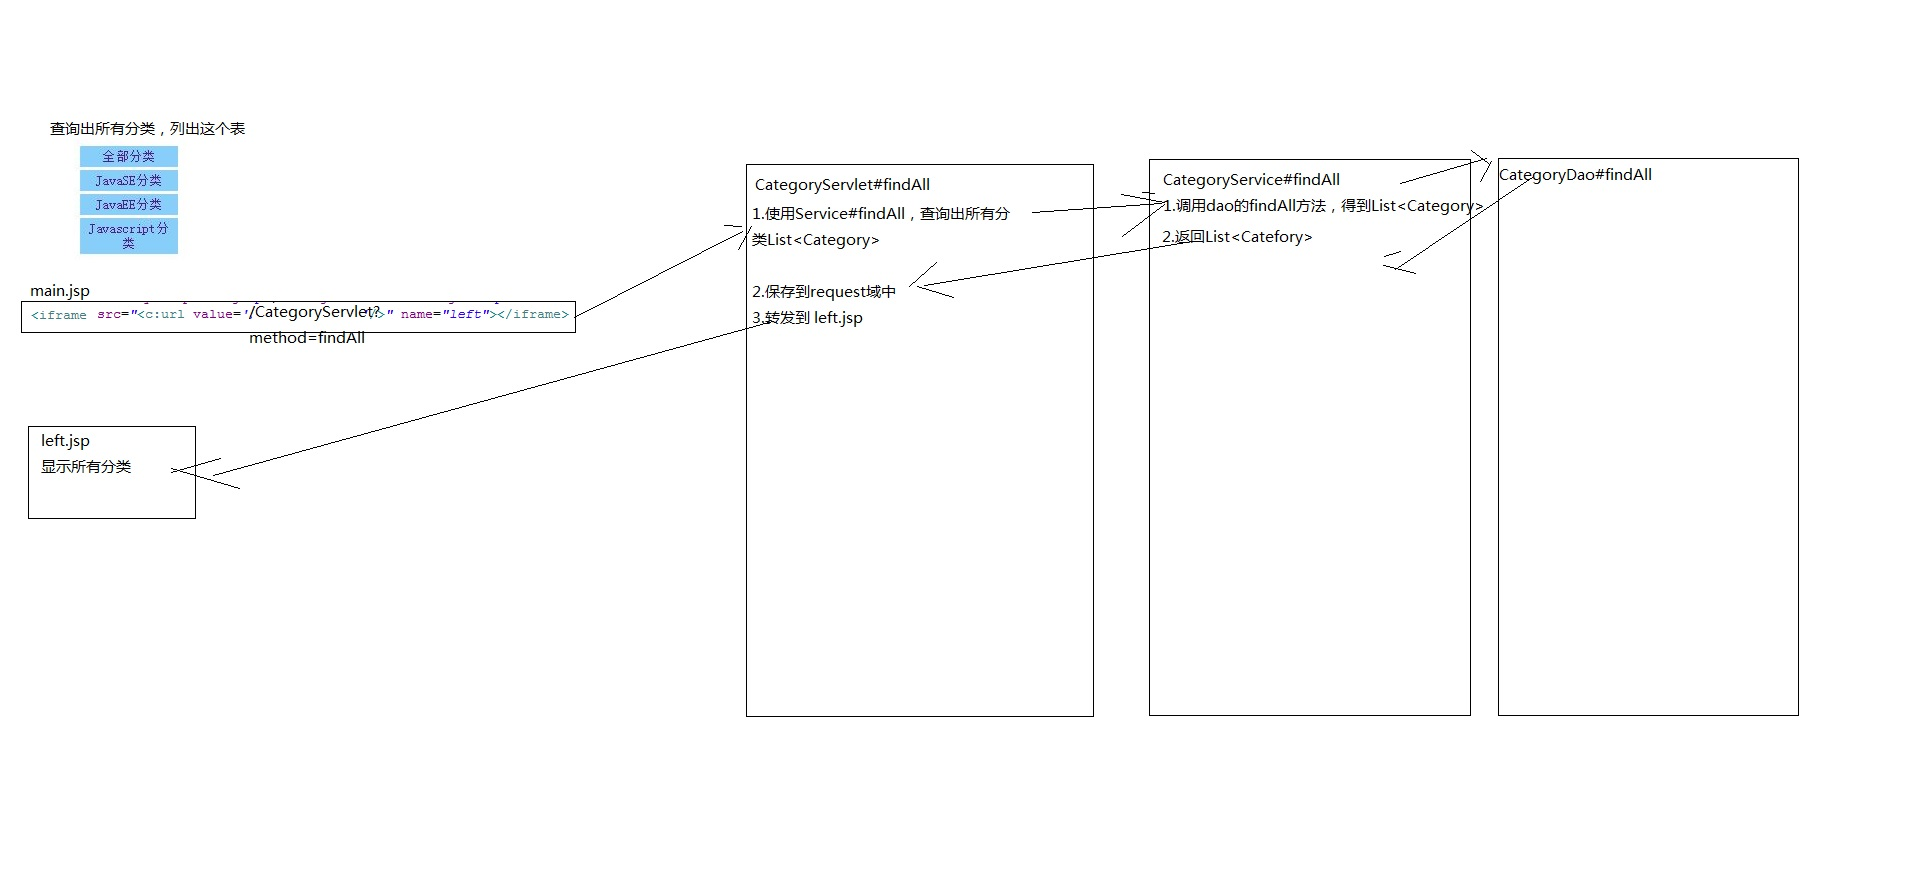 查询出所有分类，列出这个表
全部分类
JavaSE分类
JavaEE分类
Javascript分
类
main.jsp
<iframe src="<c:url value='/CategoryServlet?
/>" name="left"></iframe>
method=findAll
left.jsp
显示所有分类
CategoryServlet#findAll
1.使用Service#findAll，查询出所有分
类List<Category>
2.保存到request域中
3.转发到 left.jsp
CategoryService#findAll
1.调用dao的findAll方法，得到List<Category>
2.返回List<Catefory>
CategoryDao#findAll